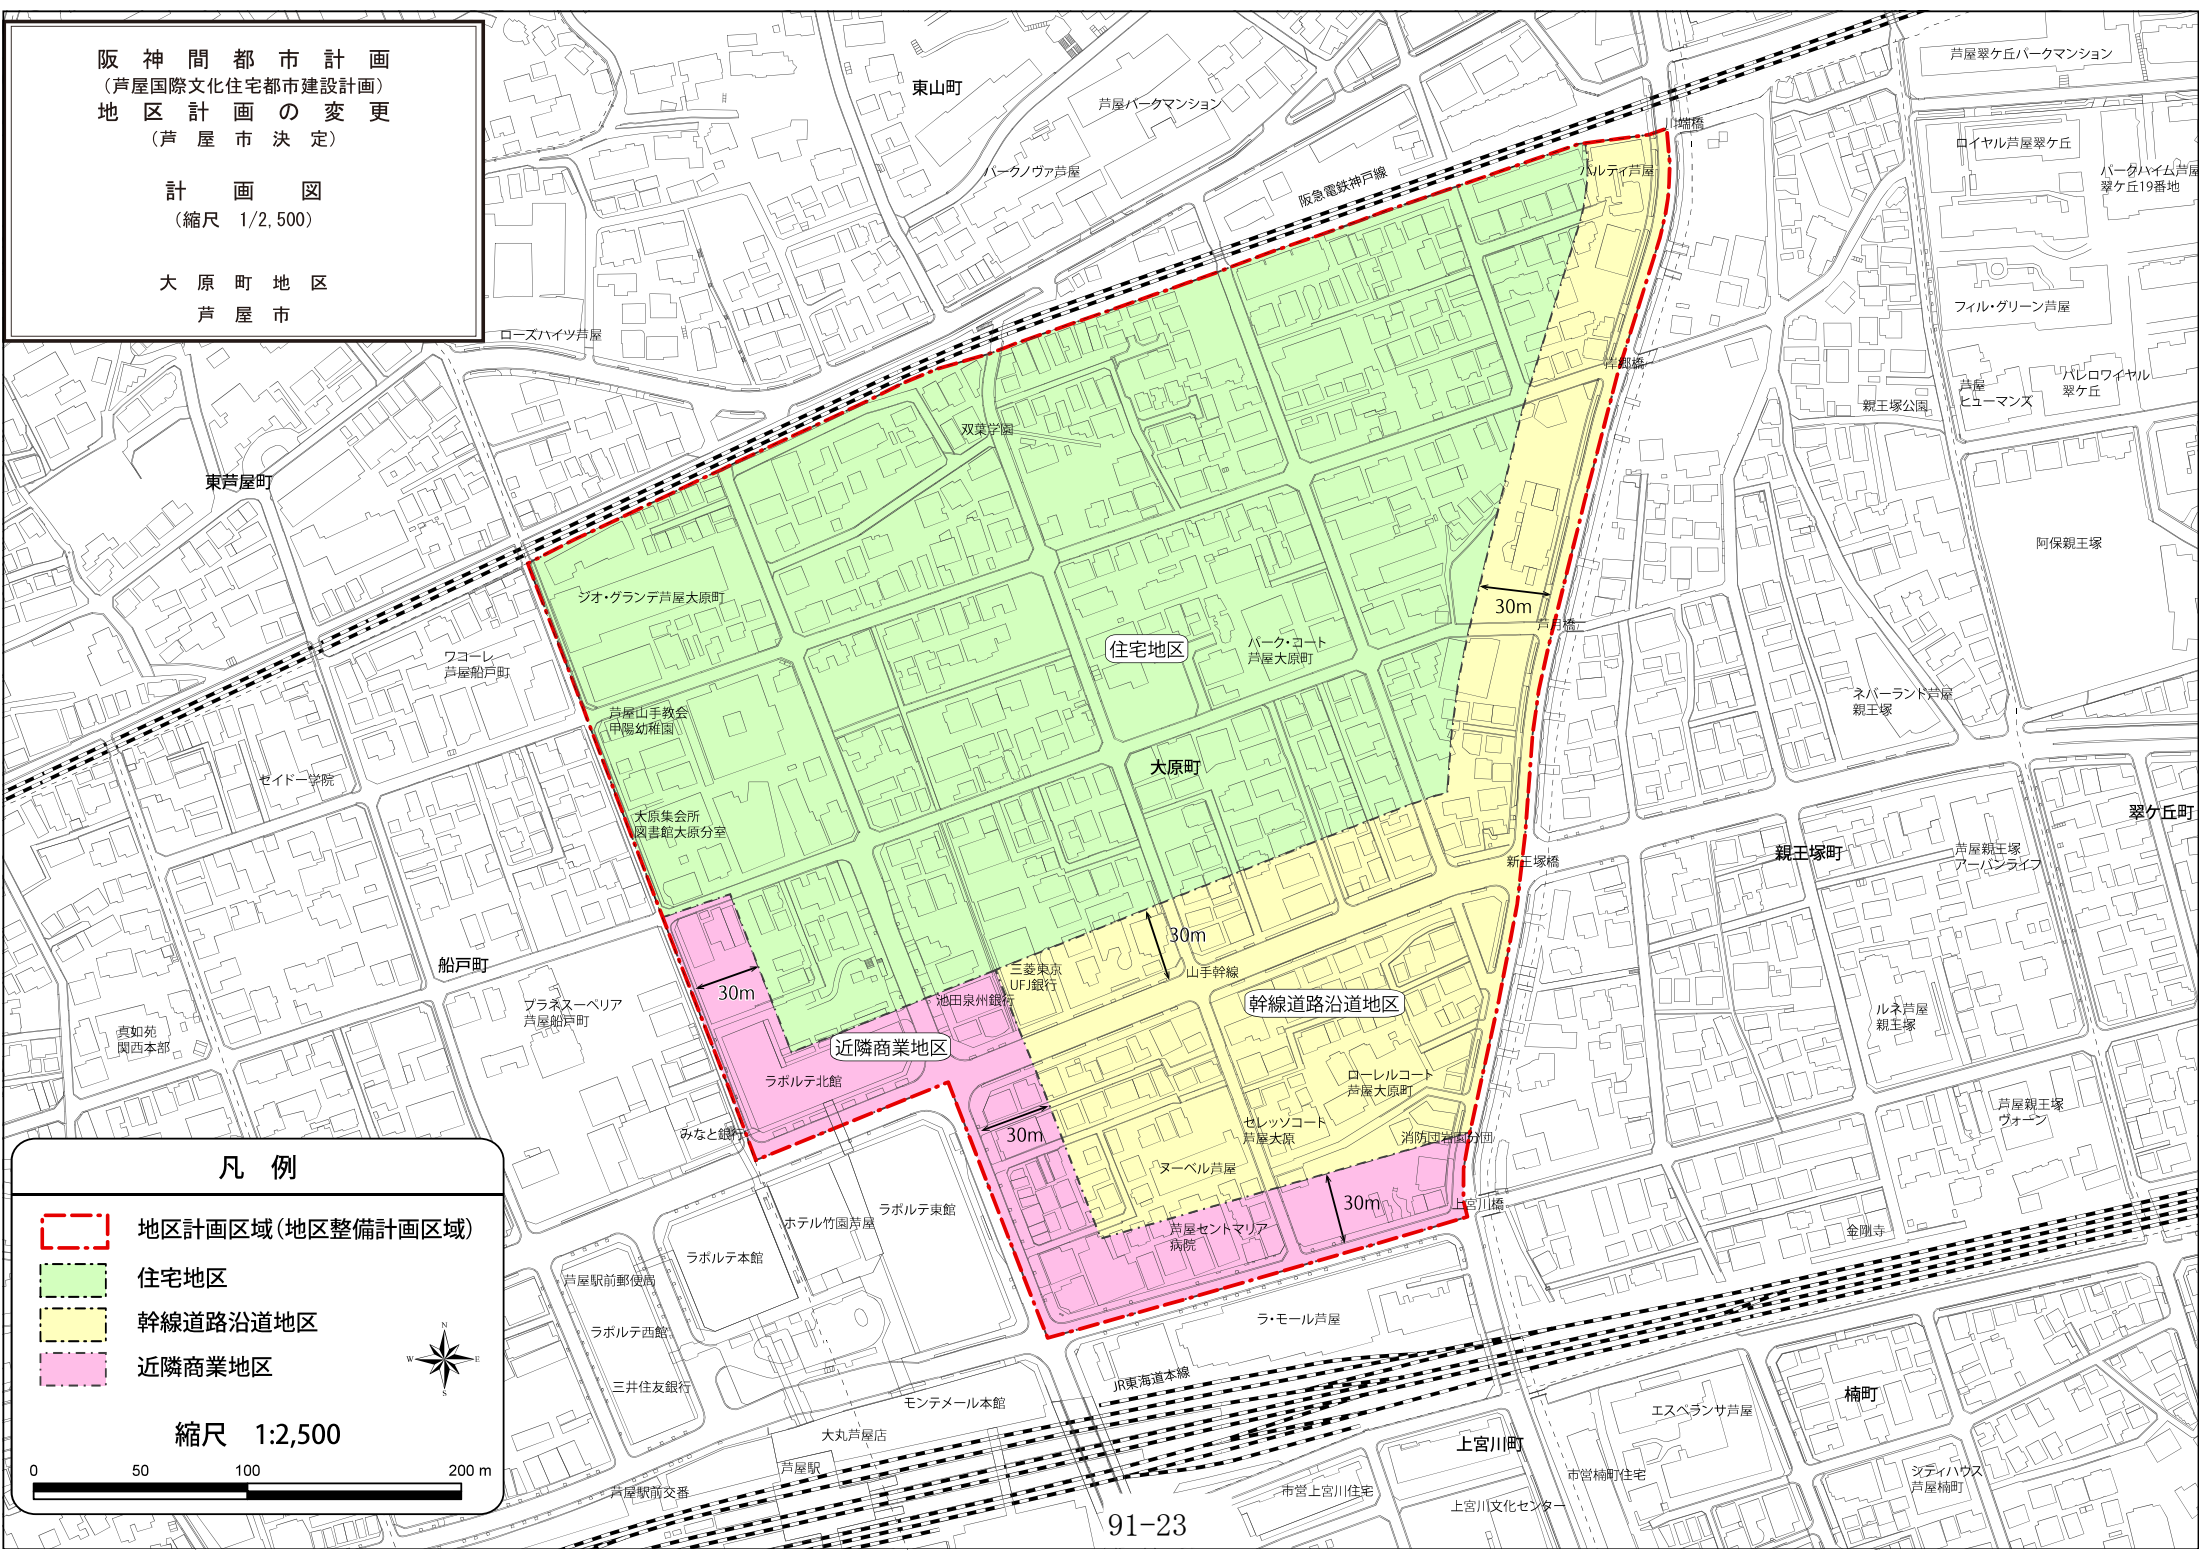 阪神間都市計画
（芦屋国際文化住宅都市建設計画）
地区計画の変更
（芦屋市決定）
計画図
（縮尺 1/2,500）
大原町地区
芦屋市
東山町
芦屋パークマンション
パークノヴァ芦屋
阪急電鉄神戸線
川端橋
パルティ芦屋
芦屋翠ケ丘パークマンション
ロイヤル芦屋翠ケ丘
パークハイム芦屋
翠ケ丘19番地
フィル・グリーン芦屋
ローズハイツ芦屋
岸郷橋
芦屋
ヒューマンズ
パレロワイヤル
翠ケ丘
親王塚公園
双葉学園
東芦屋町
阿保親王塚
ジオ・グランデ芦屋大原町
30m
芦月橋
住宅地区
パーク・コート
芦屋大原町
ワコーレ
芦屋船戸町
ネバーランド芦屋
親王塚
芦屋山手教会
甲陽幼稚園
大原町
セイドー学院
大原集会所
図書館大原分室
翠ケ丘町
新王塚橋
親王塚町
芦屋親王塚
アーバンライフ
30m
船戸町
30m
三菱東京
UFJ銀行
山手幹線
池田泉州銀行
幹線道路沿道地区
プラネスーペリア
芦屋船戸町
ルネ芦屋
親王塚
真如苑
関西本部
近隣商業地区
ラポルテ北館
ローレルコート
芦屋大原町
芦屋親王塚
ヴォーン
みなと銀行
30m
セレッソコート
芦屋大原
消防団岩園分団
ヌーベル芦屋
30m
上宮川橋
ホテル竹園芦屋
ラポルテ東館
芦屋セントマリア
病院
金剛寺
ラポルテ本館
芦屋駅前郵便局
ラ・モール芦屋
ラポルテ西館
三井住友銀行
JR東海道本線
モンテメール本館
楠町
エスペランサ芦屋
大丸芦屋店
上宮川町
芦屋駅
市営楠町住宅
シティハウス
芦屋楠町
芦屋駅前交番
市営上宮川住宅
上宮川文化センター
凡例
地区計画区域（地区整備計画区域）
住宅地区
幹線道路沿道地区
近隣商業地区
N
W E
S
縮尺 1:2,500
0 50 100 200 m
91-23